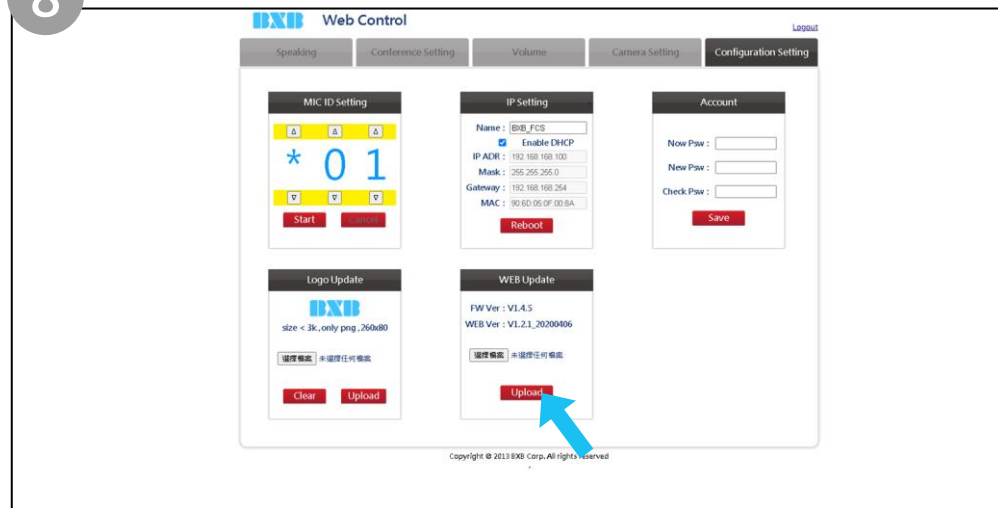 8
BXB Web Control
Logout
Speaking Conference Setting Volume Camera Setting Configuration Setting
MIC ID Setting
* 0 1
Start Cancel
IP Setting
Name : BXB_FCS
Enable DHCP
IP ADR : 192.168.168.100
Mask : 255.255.255.0
Gateway : 192.168.168.254
MAC : 90:6D:05:0F:00:BA
Reboot
Account
Now Psw :
New Psw :
Check Psw :
Save
Logo Update
BXB
size < 3k,only png,260x80
選擇檔案 未選擇任何檔案
Clear Upload
WEB Update
FW Ver : V1.4.5
WEB Ver : V1.2.1_20200406
選擇檔案 未選擇任何檔案
Upload
Copyright © 2013 BXB Corp. All rights reserved